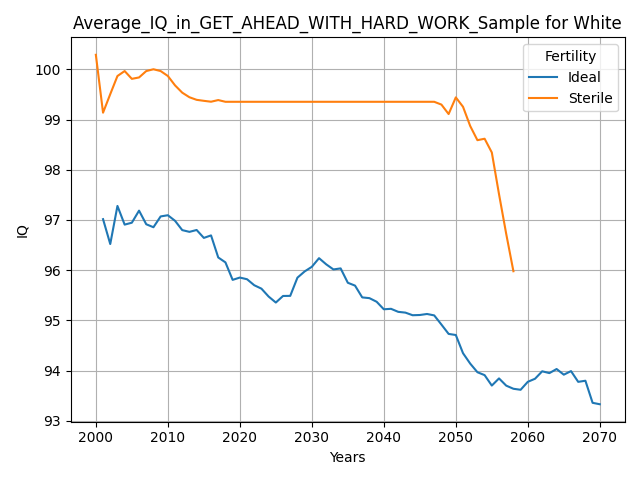 Average_IQ_in_GET_AHEAD_WITH_HARD_WORK_Sample for White
Fertility
Ideal
Sterile
IQ
100
99
98
97
96
95
94
93
2000 2010 2020 2030 2040 2050 2060 2070
Years